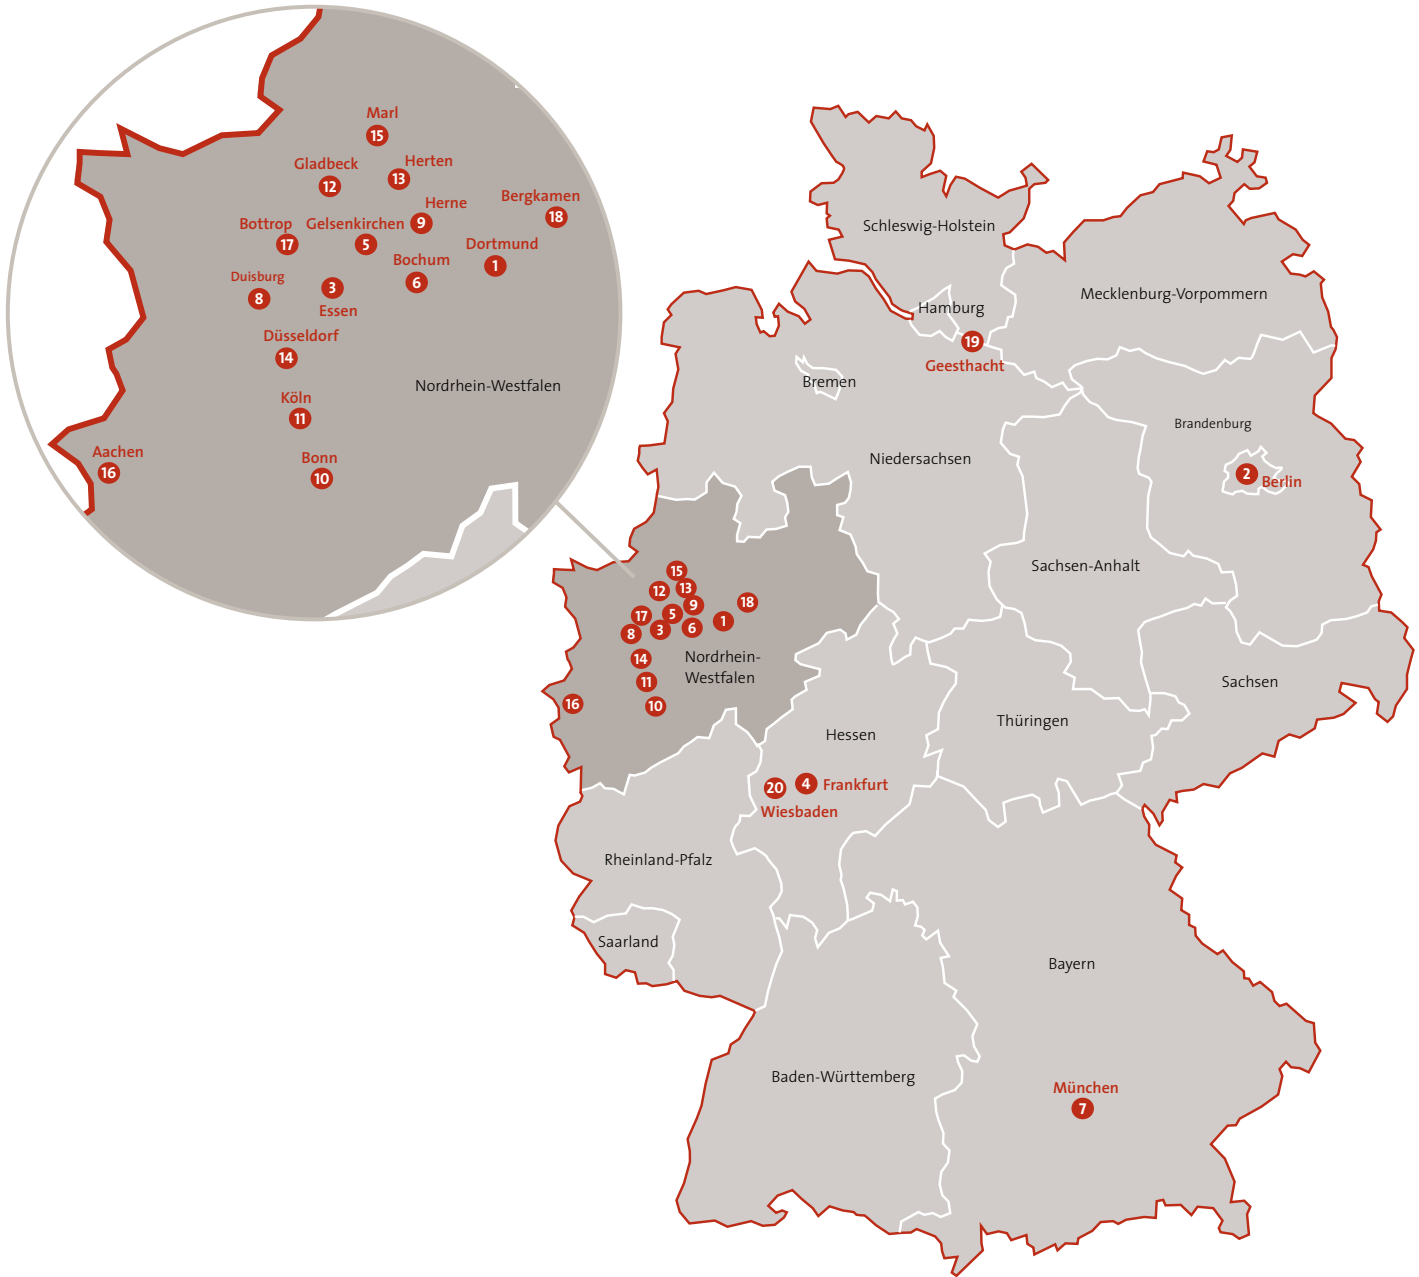 Marl
15
Gladbeck
12
Herten
13
Herne
9
Bergkamen
18
Bottrop
17
Gelsenkirchen
5
Dortmund
1
Bochum
6
Duisburg
8
3
Essen
Düsseldorf
14
Nordrhein-Westfalen
Köln
11
Aachen
16
Bonn
10
Schleswig-Holstein
Mecklenburg-Vorpommern
Hamburg
19
Geesthacht
Bremen
Brandenburg
Niedersachsen
2
Berlin
Sachsen-Anhalt
15
12
13
9
18
17
5
1
8
3
6
14
Nordrhein-
Westfalen
11
16
10
Sachsen
Thüringen
Hessen
20
4
Frankfurt
Wiesbaden
Rheinland-Pfalz
Saarland
Bayern
Baden-Württemberg
München
7